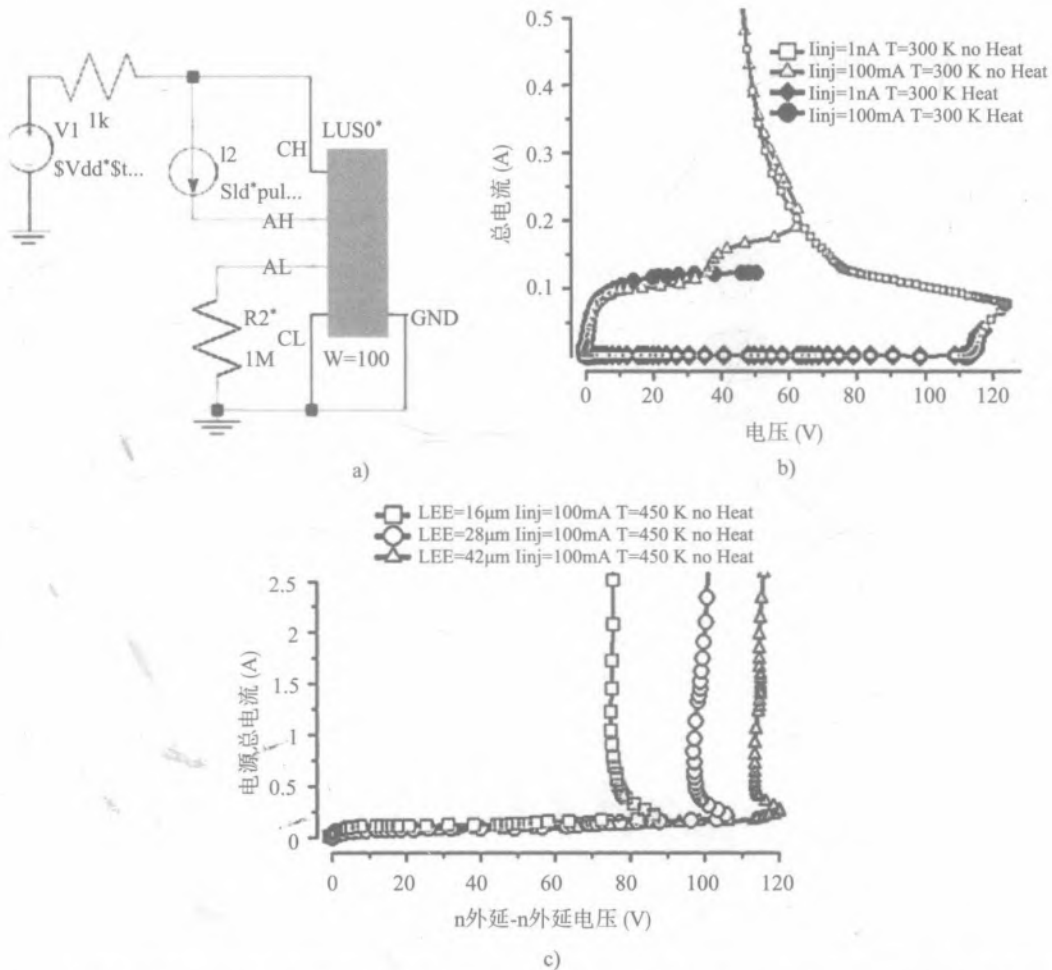 V1
1k
$Vdd*$t...
I2
Sld*pul...
CH
LUS0*
AH
AL
R2*
1M
CL
GND
W=100
a)
总电流 (A)
0.5
0.4
0.3
0.2
0.1
Iinj=1nA T=300 K no Heat
Iinj=100mA T=300 K no Heat
Iinj=1nA T=300 K Heat
Iinj=100mA T=300 K Heat
0 20 40 60 80 100 120
电压 (V)
b)
LEE=16μm Iinj=100mA T=450 K no Heat
LEE=28μm Iinj=100mA T=450 K no Heat
LEE=42μm Iinj=100mA T=450 K no Heat
电源总电流 (A)
2.5
2
1.5
1
0.5
0
0 20 40 60 80 100 120
n外延-n外延电压 (V)
c)